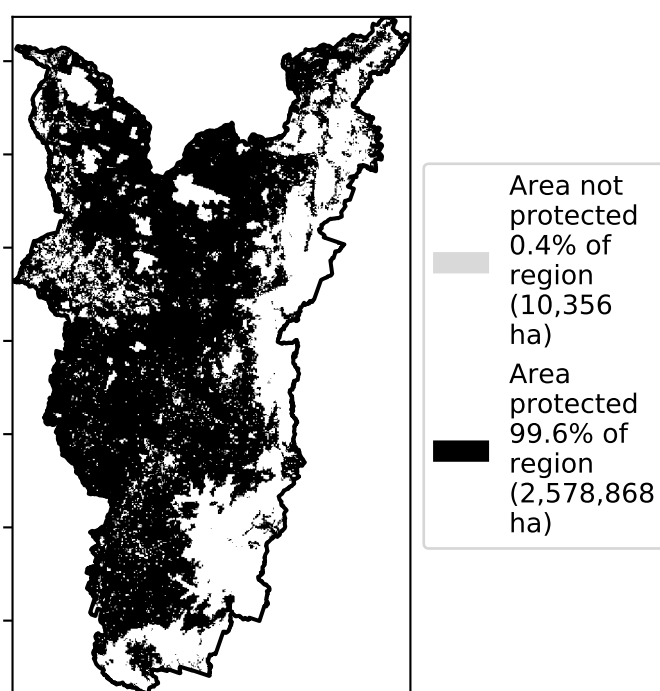 Area not
protected
0.4% of
region
(10,356
ha)
Area
protected
99.6% of
region
(2,578,868
ha)